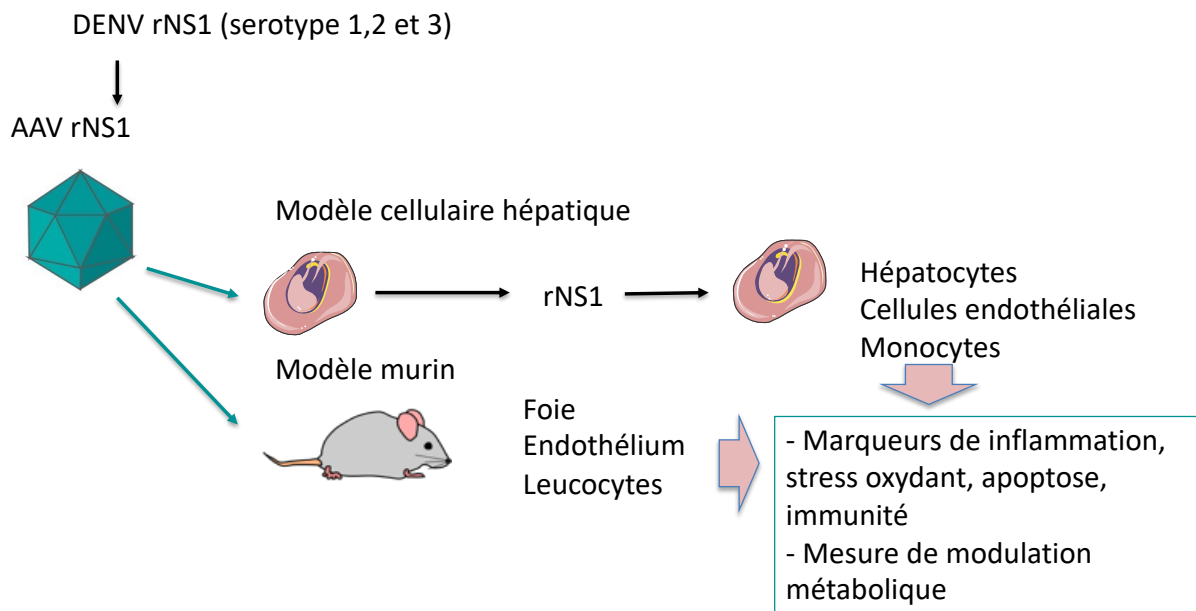 DENV rNS1 (serotype 1,2 et 3)
AAV rNS1
Modèle cellulaire hépatique
rNS1
Hépatocytes
Cellules endothéliales
Monocytes
Modèle murin
Foie
Endothélium
Leucocytes
- Marqueurs de inflammation,
stress oxydant, apoptose,
immunité
- Mesure de modulation
métabolique